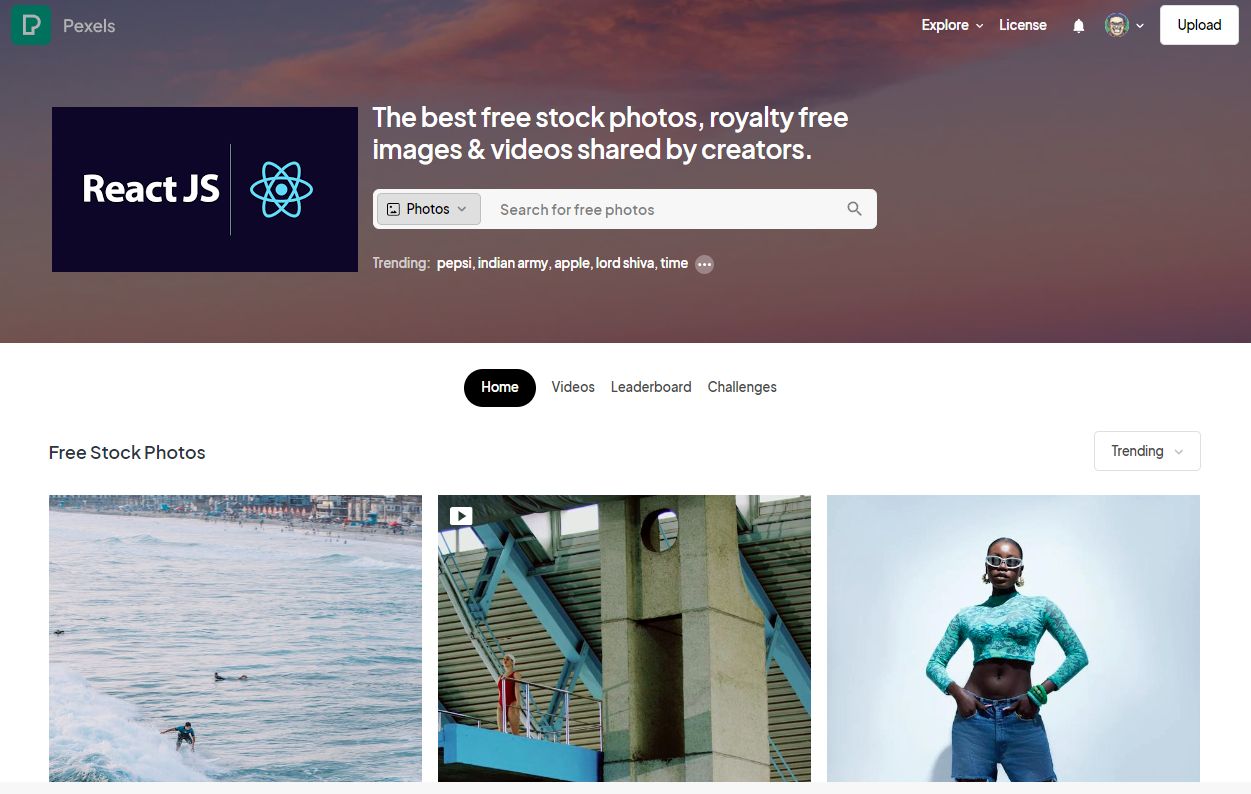 Pexels
Explore License Upload
The best free stock photos, royalty free
images & videos shared by creators.
React JS
Photos Search for free photos
Trending: pepsi, indian army, apple, lord shiva, time
Home Videos Leaderboard Challenges
Free Stock Photos
Trending